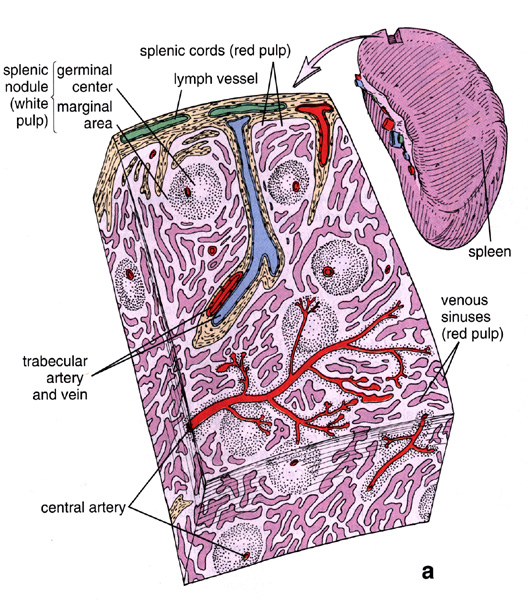 splenic cords (red pulp)
lymph vessel
splenic
nodule
(white
pulp)
germinal
center
marginal
area
spleen
venous
sinuses
(red pulp)
trabecular
artery
and vein
central artery
a